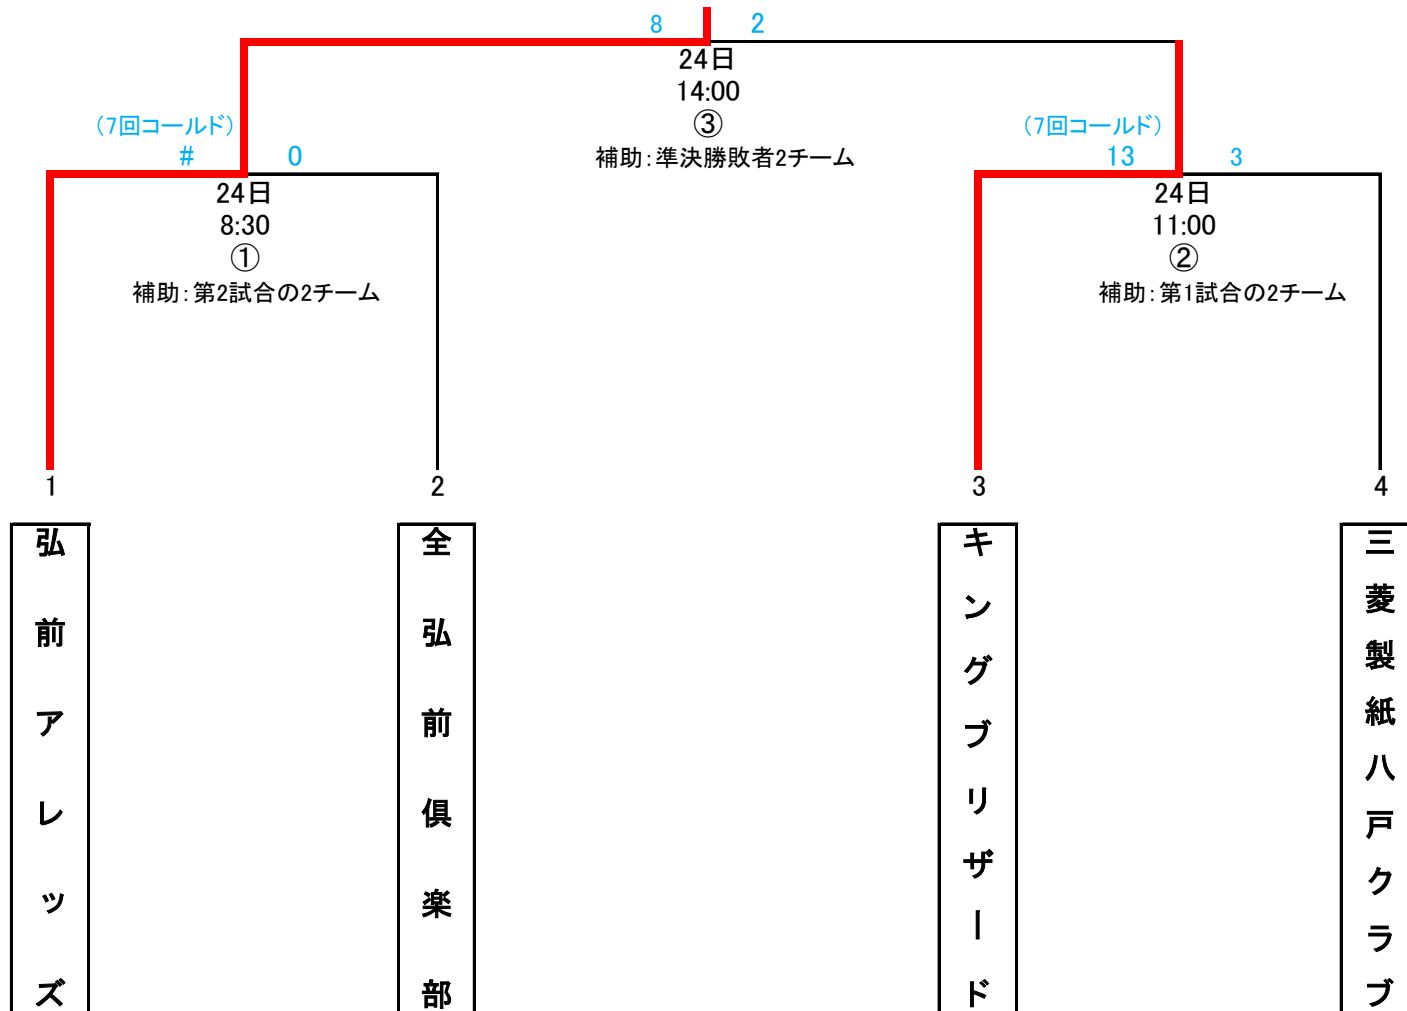 8 2
24日
14:00
③
補助：準決勝敗者2チーム
（7回コールド）
# 0
24日
8:30
①
補助：第2試合の2チーム
（7回コールド）
13 3
24日
11:00
②
補助：第1試合の2チーム
1
2
3
4
弘前アレッズ
全弘前倶楽部
キングブリザード
三菱製紙八戸クラブ